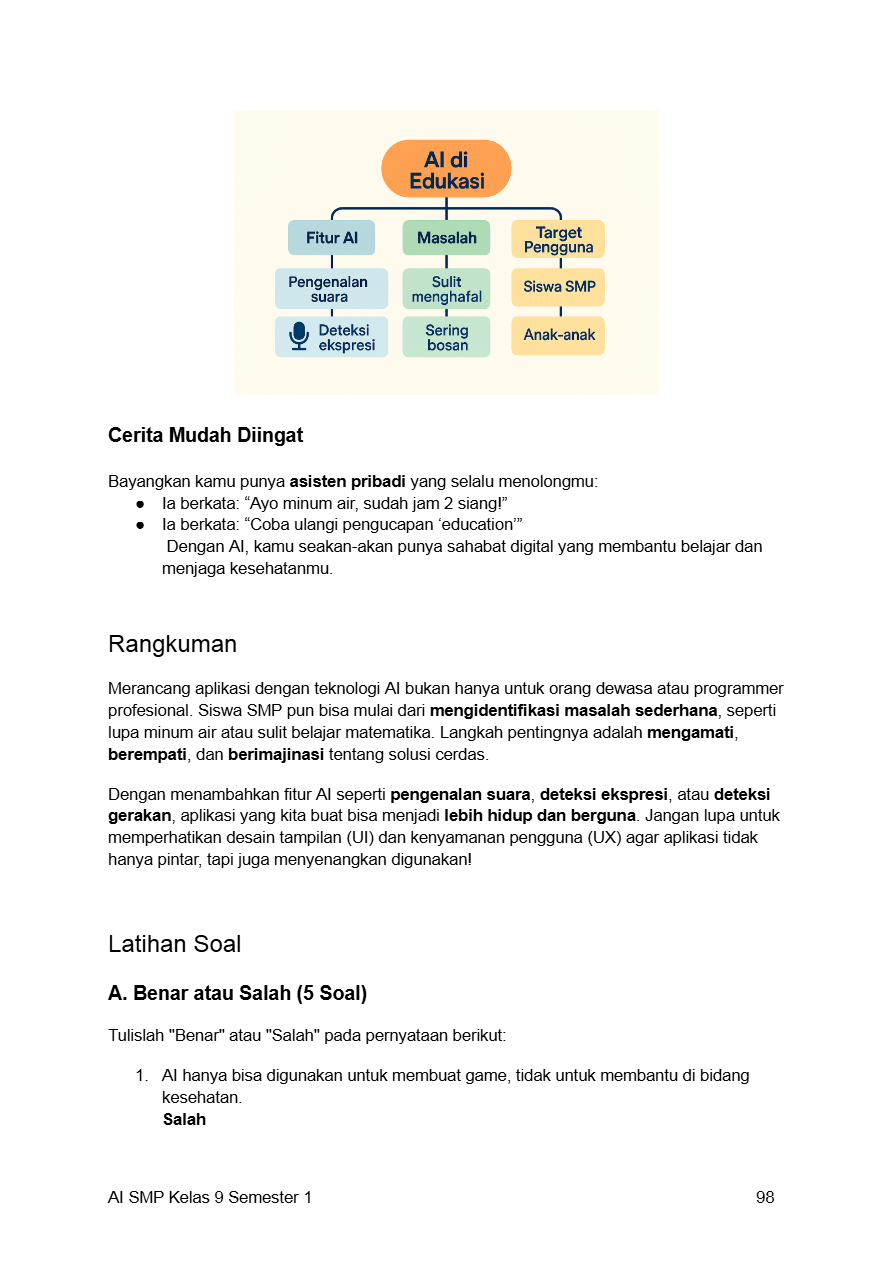 AI di
Edukasi
Fitur AI
Masalah
Target
Pengguna
Pengenalan
suara
Sulit
menghafal
Siswa SMP
Deteksi
ekspresi
Sering
bosan
Anak-anak
Cerita Mudah Diingat
Bayangkan kamu punya asisten pribadi yang selalu menolongmu:
● Ia berkata: “Ayo minum air, sudah jam 2 siang!”
● Ia berkata: “Coba ulangi pengucapan ‘education’”
Dengan AI, kamu seakan-akan punya sahabat digital yang membantu belajar dan
menjaga kesehatanmu.
Rangkuman
Merancang aplikasi dengan teknologi AI bukan hanya untuk orang dewasa atau programmer
profesional. Siswa SMP pun bisa mulai dari mengidentifikasi masalah sederhana, seperti
lupa minum air atau sulit belajar matematika. Langkah pentingnya adalah mengamati,
berempati, dan berimajinasi tentang solusi cerdas.
Dengan menambahkan fitur AI seperti pengenalan suara, deteksi ekspresi, atau deteksi
gerakan, aplikasi yang kita buat bisa menjadi lebih hidup dan berguna. Jangan lupa untuk
memperhatikan desain tampilan (UI) dan kenyamanan pengguna (UX) agar aplikasi tidak
hanya pintar, tapi juga menyenangkan digunakan!
Latihan Soal
A. Benar atau Salah (5 Soal)
Tulislah "Benar" atau "Salah" pada pernyataan berikut:
1. AI hanya bisa digunakan untuk membuat game, tidak untuk membantu di bidang
kesehatan.
Salah
AI SMP Kelas 9 Semester 1 98